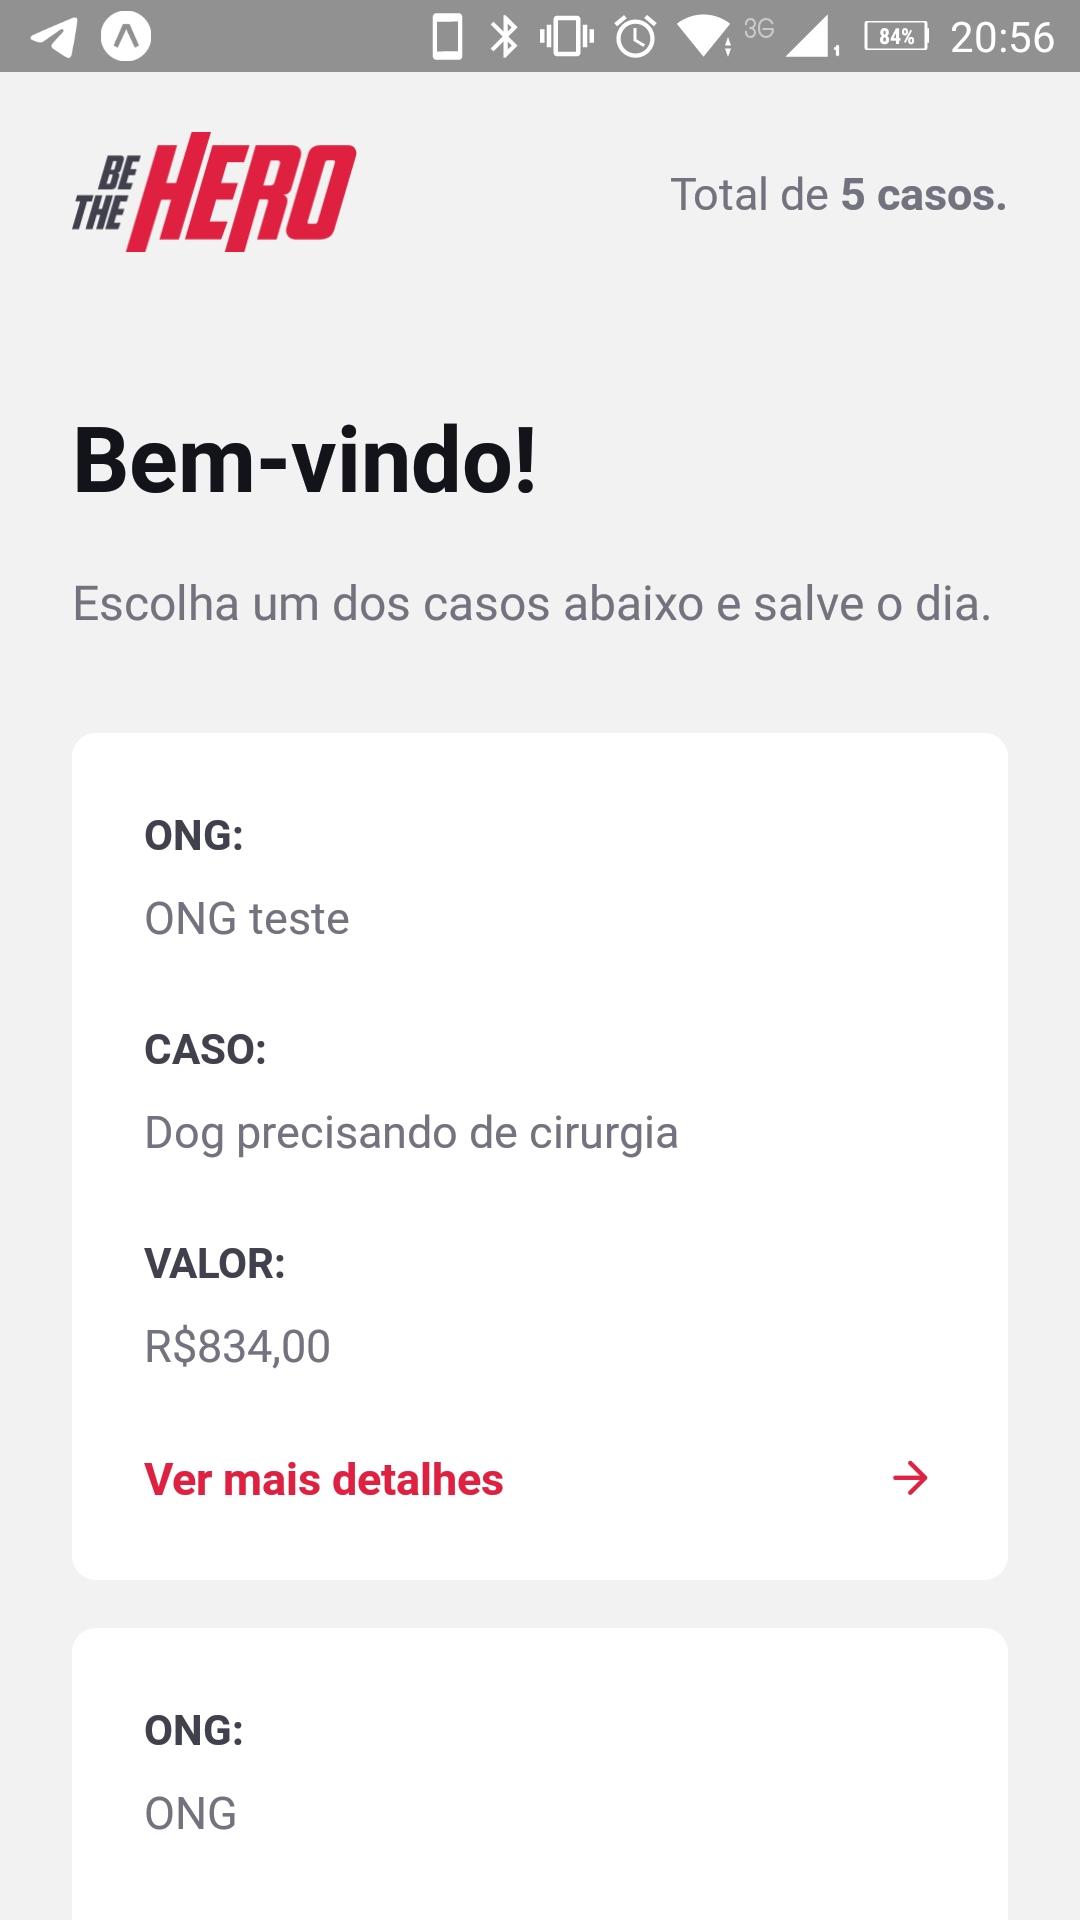 3G 1 84% 20:56
BE THE HERO
Total de 5 casos.
Bem-vindo!
Escolha um dos casos abaixo e salve o dia.
ONG:
ONG teste
CASO:
Dog precisando de cirurgia
VALOR:
R$834,00
Ver mais detalhes
ONG:
ONG